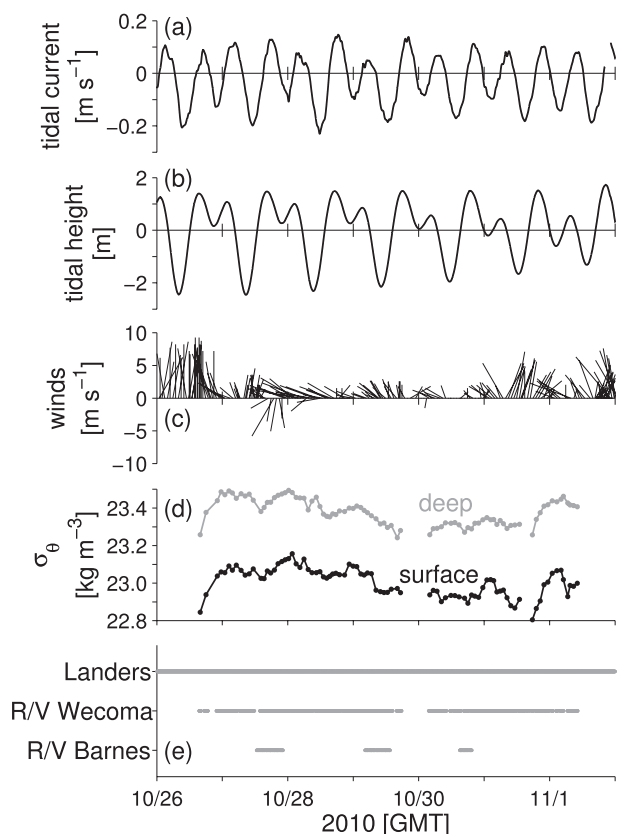 (a)
0.2
0
−0.2
tidal current
[m s−1]
(b)
2
0
−2
tidal height
[m]
10
5
0
−5
−10
winds
[m s−1]
(c)
(d)
deep
surface
23.4
23.2
23.0
22.8
σθ
[kg m−3]
Landers
R/V Wecoma
R/V Barnes
(e)
10/26 10/28 10/30 11/1
2010 [GMT]